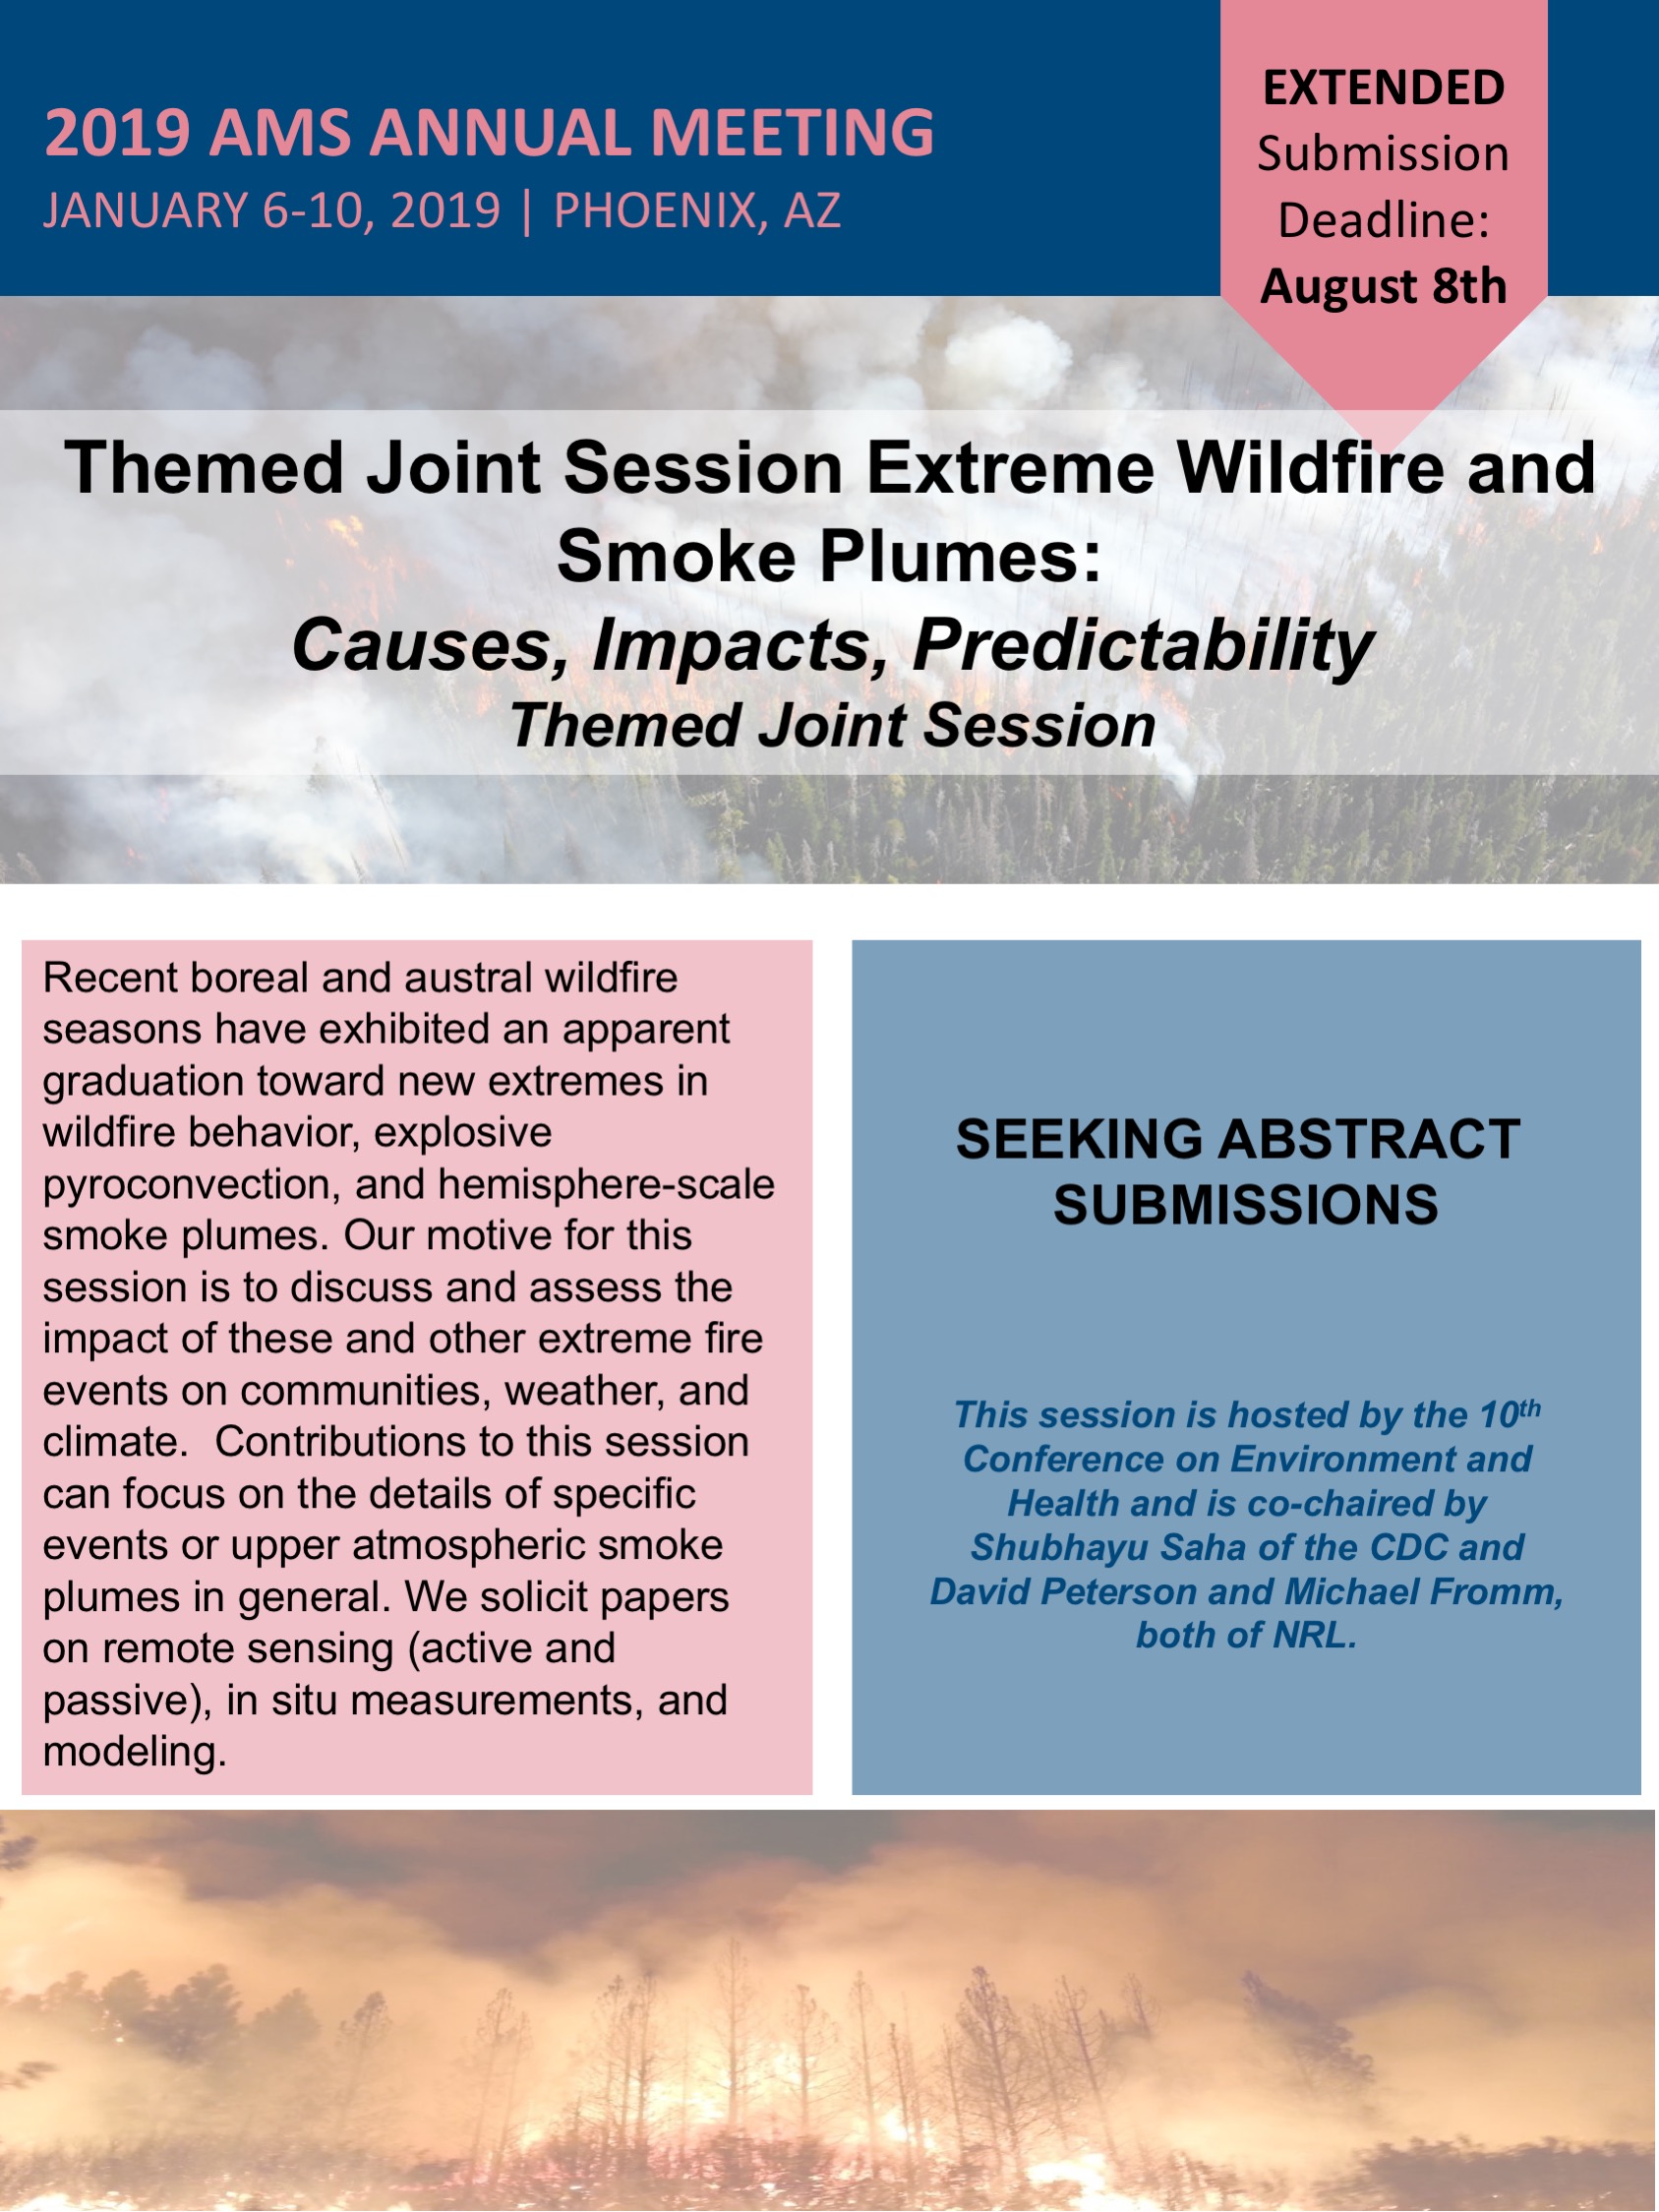 2019 AMS ANNUAL MEETING
JANUARY 6-10, 2019 | PHOENIX, AZ
EXTENDED
Submission
Deadline:
August 8th
Themed Joint Session Extreme Wildfire and
Smoke Plumes:
Causes, Impacts, Predictability
Themed Joint Session
Recent boreal and austral wildfire
seasons have exhibited an apparent
graduation toward new extremes in
wildfire behavior, explosive
pyroconvection, and hemisphere-scale
smoke plumes. Our motive for this
session is to discuss and assess the
impact of these and other extreme fire
events on communities, weather, and
climate.  Contributions to this session
can focus on the details of specific
events or upper atmospheric smoke
plumes in general. We solicit papers
on remote sensing (active and
passive), in situ measurements, and
modeling.
SEEKING ABSTRACT
SUBMISSIONS
This session is hosted by the 10th
Conference on Environment and
Health and is co-chaired by
Shubhayu Saha of the CDC and
David Peterson and Michael Fromm,
both of NRL.